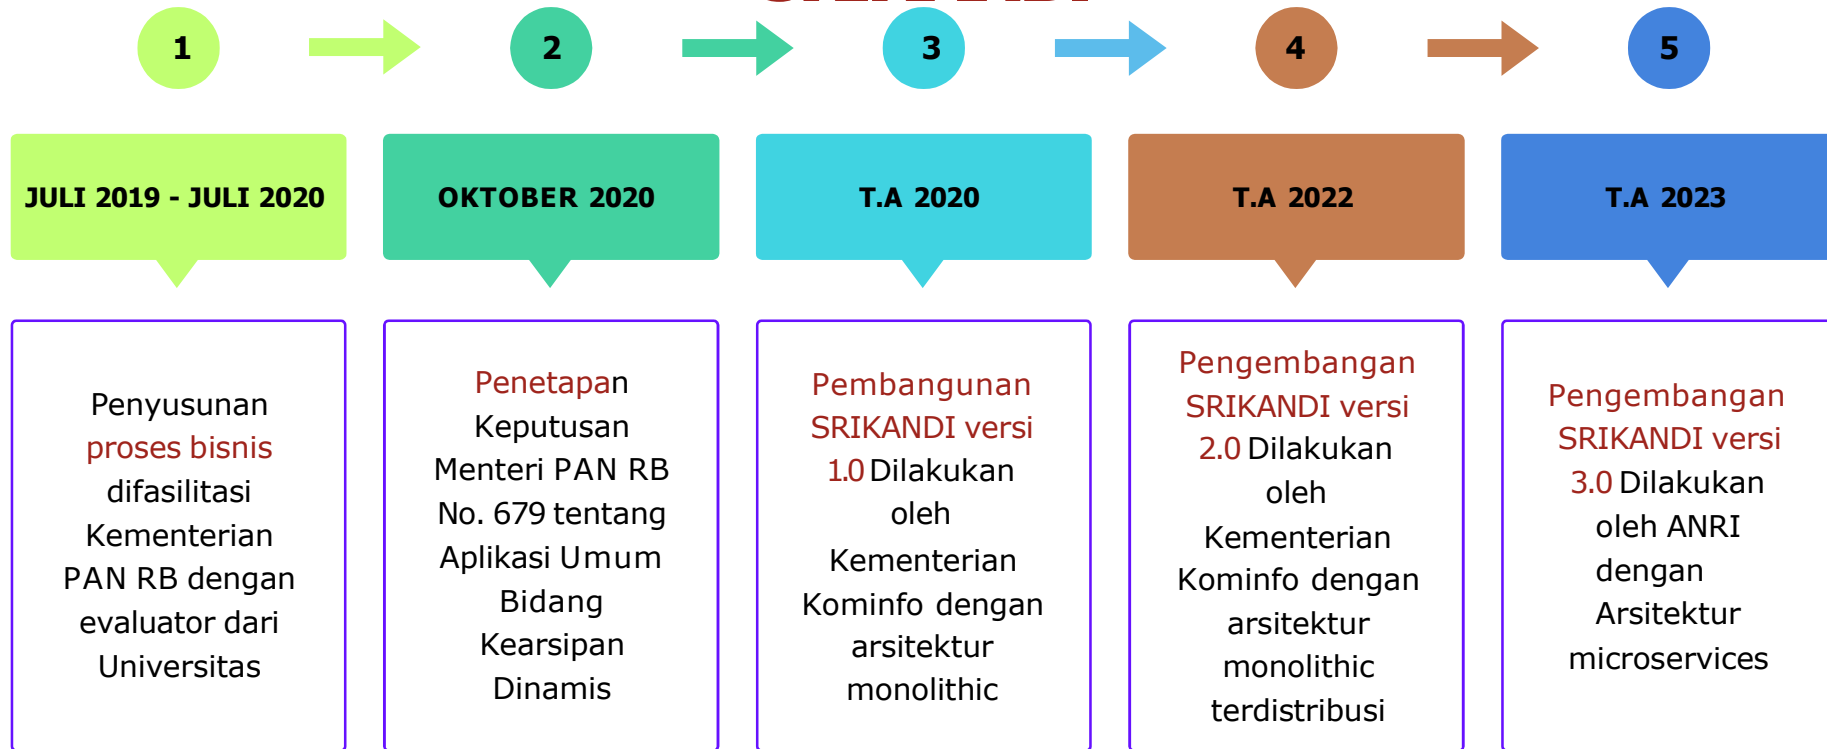 1
2
3
4
5
JULI 2019 - JULI 2020
OKTOBER 2020
T.A 2020
T.A 2022
T.A 2023
Penyusunan
proses bisnis
difasilitasi
Kementerian
PAN RB dengan
evaluator dari
Universitas
Penetapan
Keputusan
Menteri PAN RB
No. 679 tentang
Aplikasi Umum
Bidang
Kearsipan
Dinamis
Pembangunan
SRIKANDI versi
1.0 Dilakukan
oleh
Kementerian
Kominfo dengan
arsitektur
monolithic
Pengembangan
SRIKANDI versi
2.0 Dilakukan
oleh
Kementerian
Kominfo dengan
arsitektur
monolithic
terdistribusi
Pengembangan
SRIKANDI versi
3.0 Dilakukan
oleh ANRI
dengan
Arsitektur
microservices